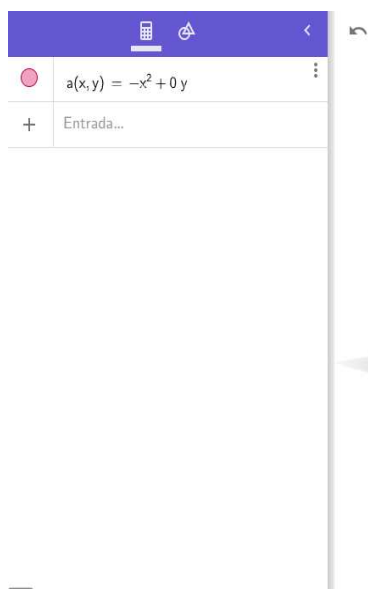 a(x, y) = −x² + 0 y
+ Entrada...